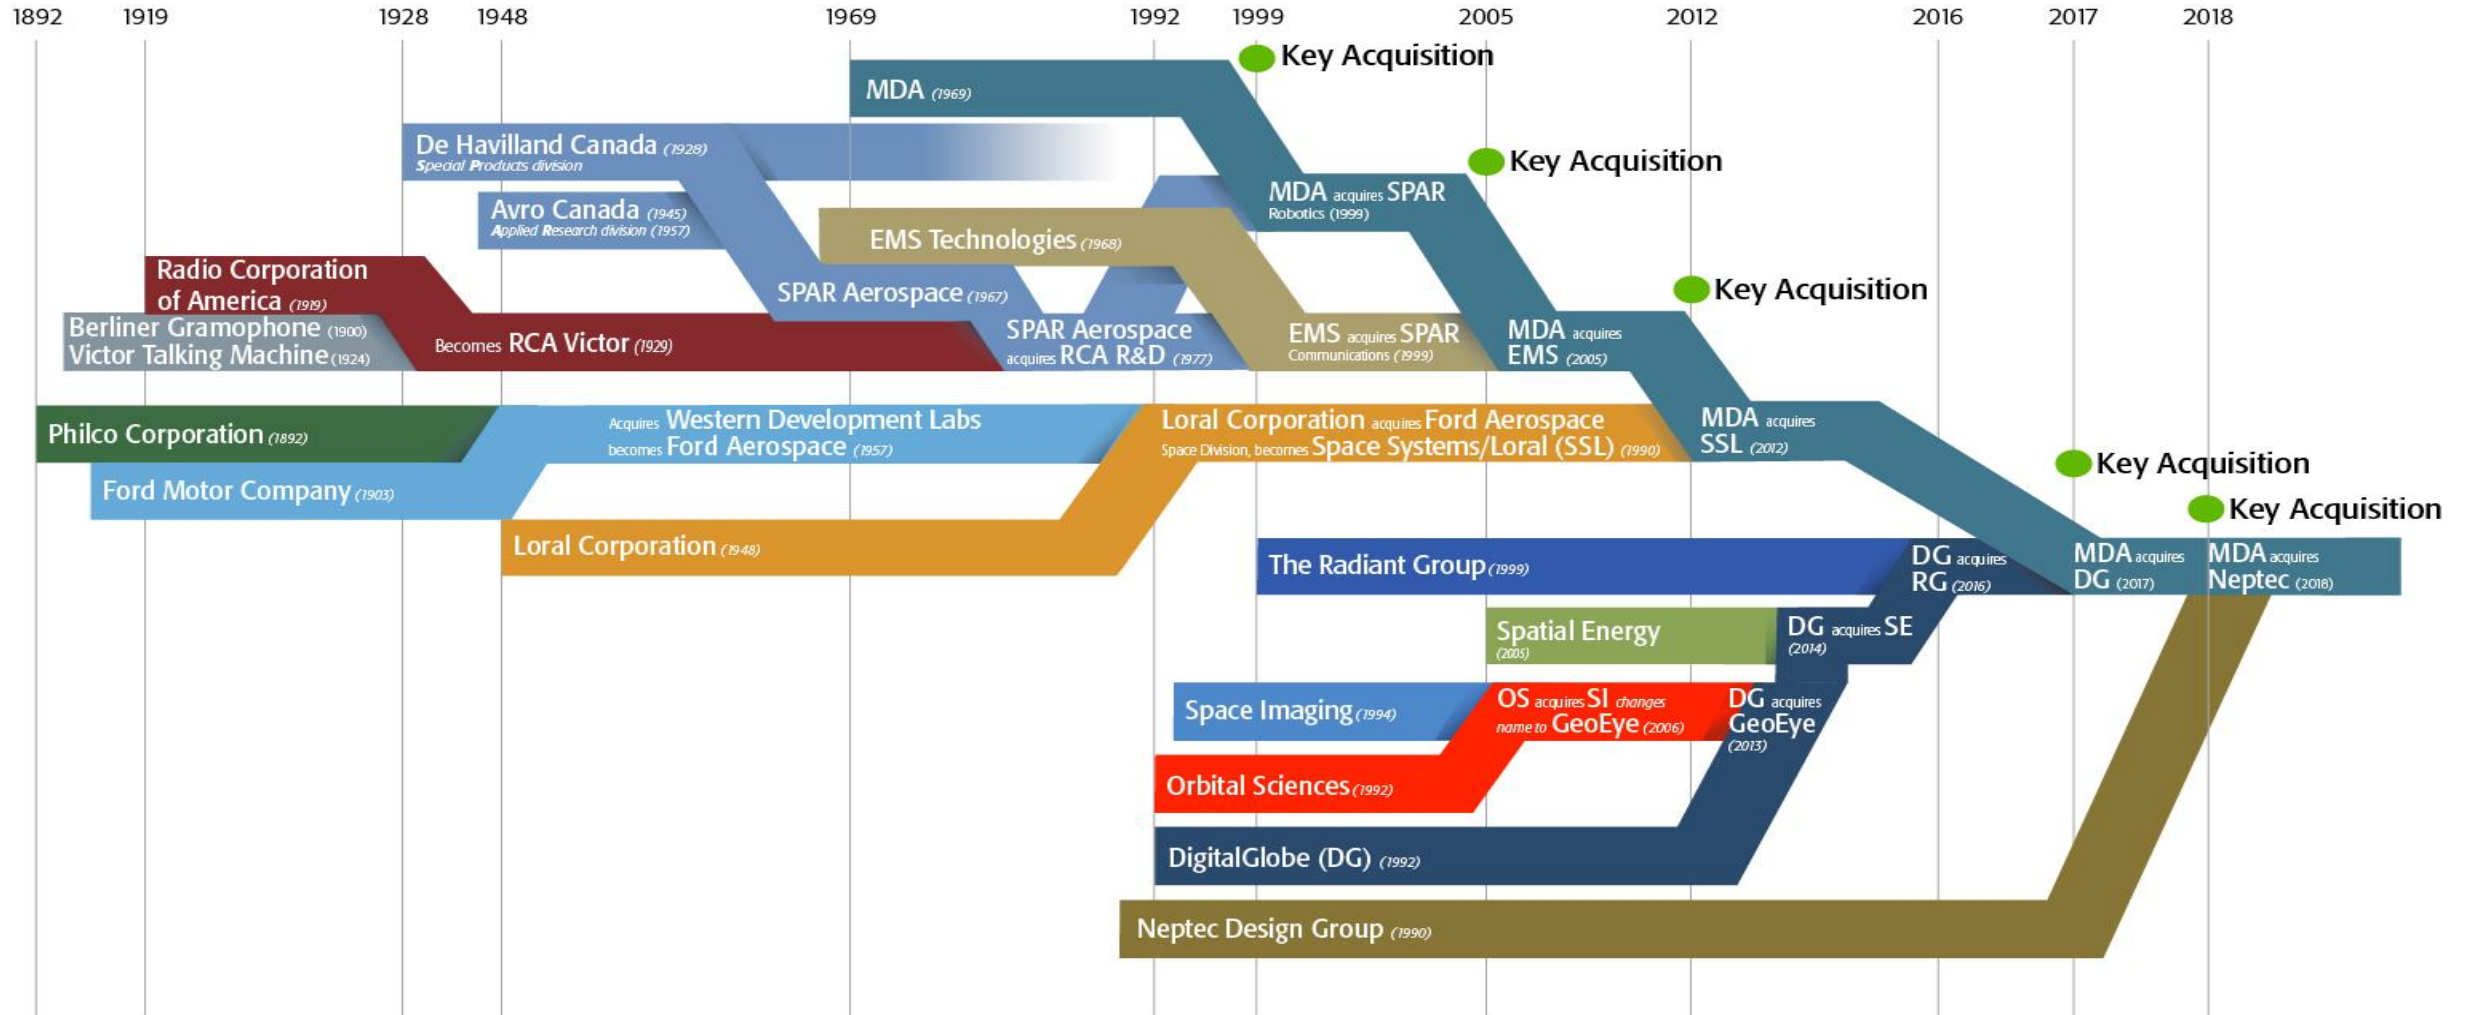 1892 1919 1928 1948 1969 1992 1999 2005 2012 2016 2017 2018
Key Acquisition
MDA (1969)
De Havilland Canada (1928)
Special Products division
Key Acquisition
MDA acquires SPAR
Robotics (1999)
Avro Canada (1945)
Applied Research division (1957)
EMS Technologies (1968)
Radio Corporation
of America (1919)
SPAR Aerospace (1967)
Key Acquisition
Berliner Gramophone (1900)
Victor Talking Machine (1924)
Becomes RCA Victor (1929)
SPAR Aerospace
acquires RCA R&D (1977)
EMS acquires SPAR
Communications (1999)
MDA acquires
EMS (2005)
Philco Corporation (1892)
Acquires Western Development Labs
becomes Ford Aerospace (1957)
Loral Corporation acquires Ford Aerospace
Space Division, becomes Space Systems/Loral (SSL) (1990)
MDA acquires
SSL (2012)
Key Acquisition
Ford Motor Company (1903)
Key Acquisition
Loral Corporation (1948)
The Radiant Group (1999)
DG acquires
RG (2016)
MDA acquires
DG (2017)
MDA acquires
Neptec (2018)
Spatial Energy
(2005)
DG acquires SE
(2014)
Space Imaging (1994)
OS acquires SI changes
name to GeoEye (2006)
DG acquires
GeoEye
(2013)
Orbital Sciences (1992)
DigitalGlobe (DG) (1992)
Neptec Design Group (1990)